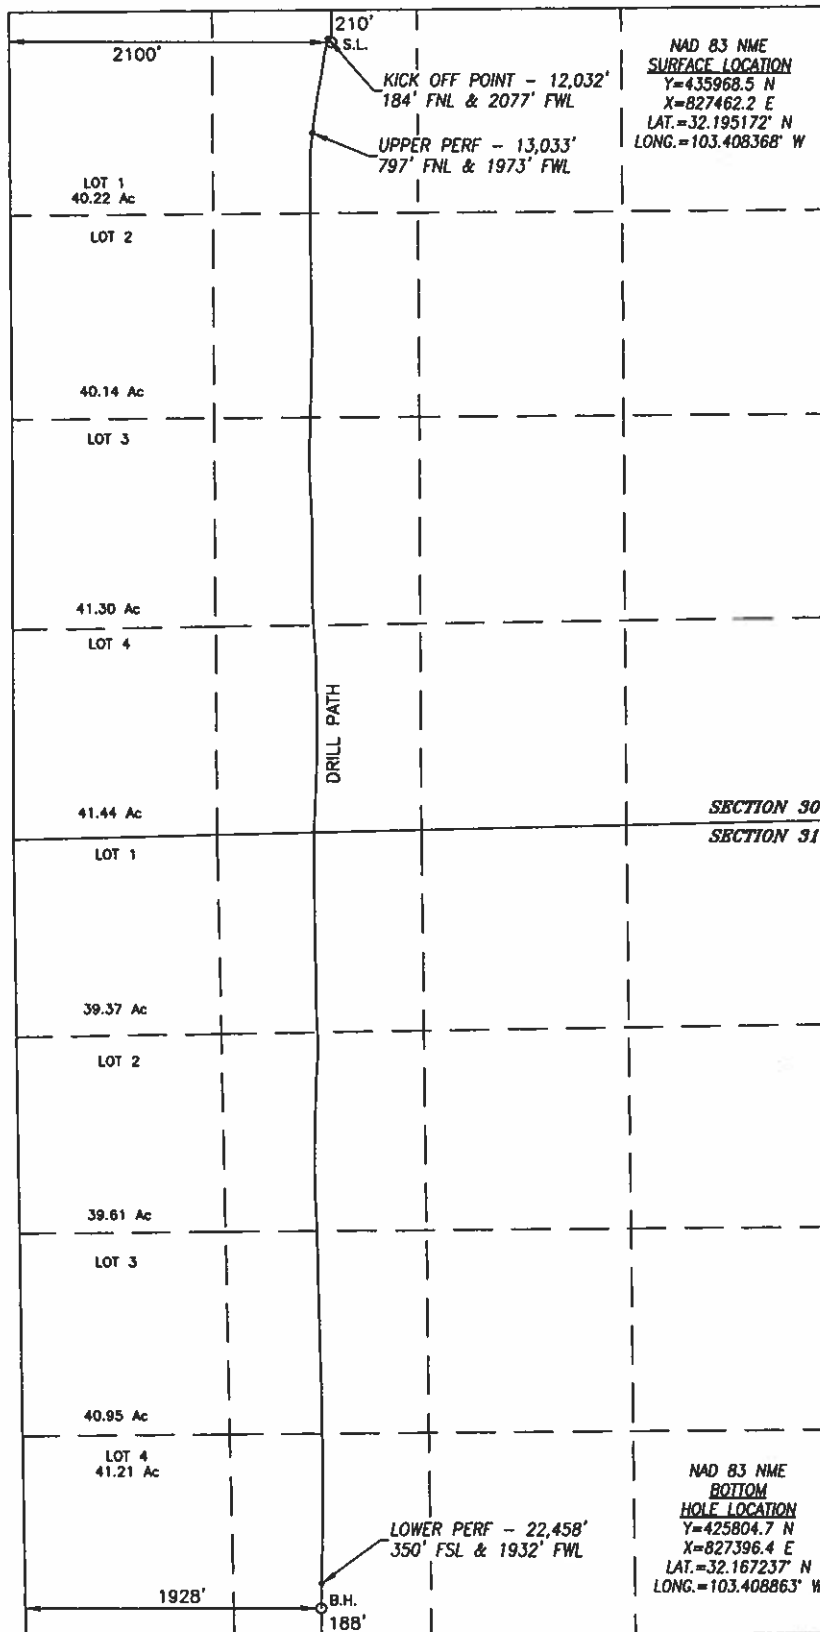 210'
2100'
S.L.
NAD 83 NME
SURFACE LOCATION
Y=435968.5 N
X=827462.2 E
LAT.=32.195172° N
LONG.=103.408368° W
KICK OFF POINT – 12,032'
184' FNL & 2077' FWL
UPPER PERF – 13,033'
797' FNL & 1973' FWL
LOT 1
40.22 Ac
LOT 2
40.14 Ac
LOT 3
41.30 Ac
LOT 4
DRILL PATH
41.44 Ac
SECTION 30
SECTION 31
LOT 1
39.37 Ac
LOT 2
39.61 Ac
LOT 3
40.95 Ac
LOT 4
41.21 Ac
NAD 83 NME
BOTTOM
HOLE LOCATION
Y=425804.7 N
X=827396.4 E
LAT.=32.167237° N
LONG.=103.408863° W
LOWER PERF – 22,458'
350' FSL & 1932' FWL
1928'
B.H.
188'